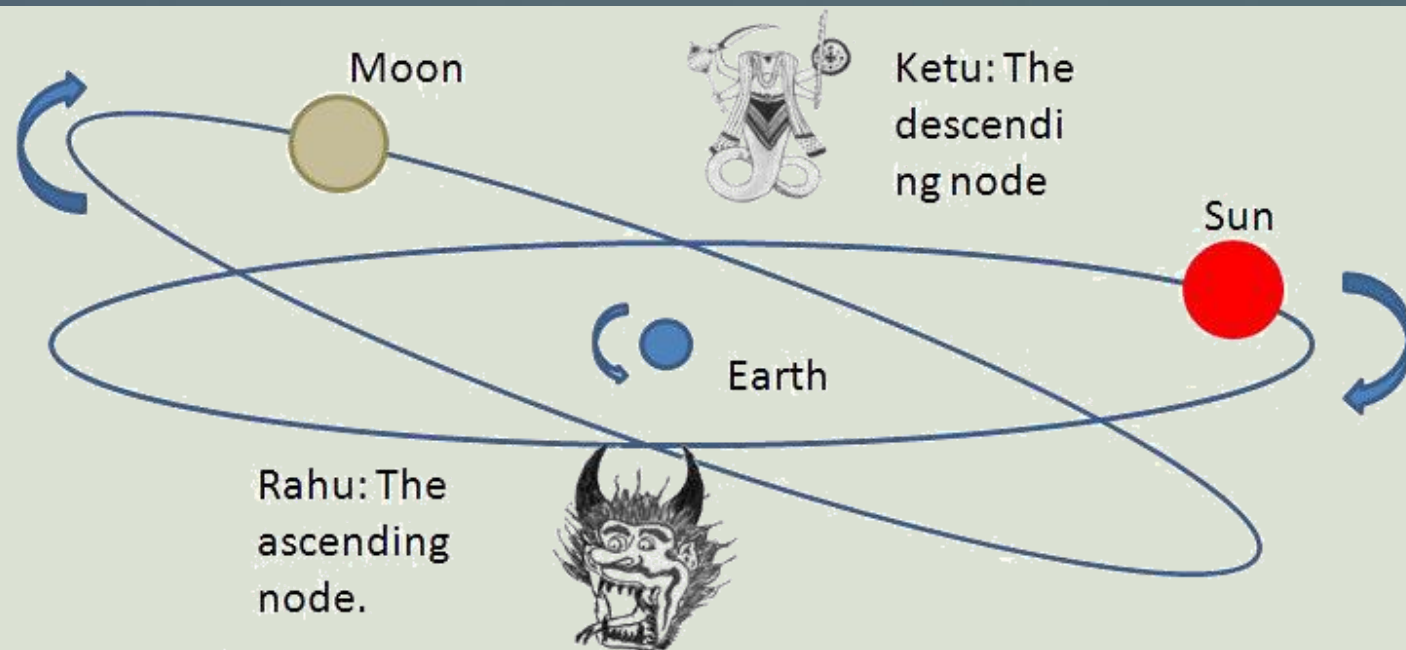 Moon
Ketu: The
descendi
ng node
Sun
Earth
Rahu: The
ascending
node.